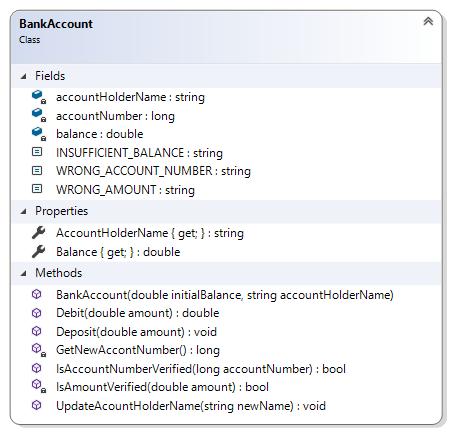 BankAccount
Class
Fields
accountHolderName : string
accountNumber : long
balance : double
INSUFFICIENT_BALANCE : string
WRONG_ACCOUNT_NUMBER : string
WRONG_AMOUNT : string
Properties
AccountHolderName { get; } : string
Balance { get; } : double
Methods
BankAccount(double initialBalance, string accountHolderName)
Debit(double amount) : double
Deposit(double amount) : void
GetNewAccontNumber() : long
IsAccountNumberVerified(long accountNumber) : bool
IsAmountVerified(double amount) : bool
UpdateAcountHolderName(string newName) : void